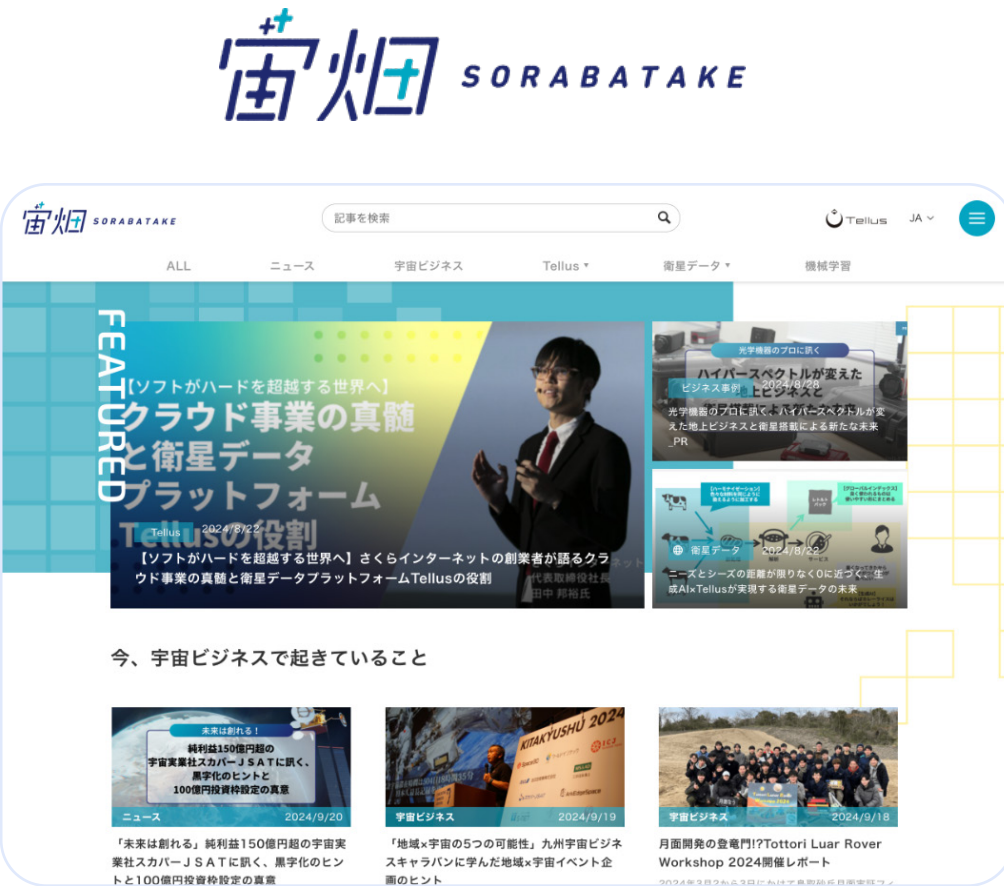 宙畑 SORABATAKE
宙畑 SORABATAKE
記事を検索
Tellus
JA
ALL
ニュース
宇宙ビジネス
Tellus
衛星データ
機械学習
FEATURED
【ソフトがハードを超越する世界へ】
クラウド事業の真髄
と衛星データ
プラットフォーム
Tellusの役割
Tellus 2024/8/22
【ソフトがハードを超越する世界へ】さくらインターネットの創業者が語るクラ
ウド事業の真髄と衛星データプラットフォームTellusの役割
代表取締役社長
田中 邦裕氏
光学機器のプロに訊く
ハイパースペクトルが変えた
地上ビジネスと
ビジネス事例 2024/8/28
光学機器のプロに訊く、ハイパースペクトルが変
えた地上ビジネスと衛星搭載による新たな未来
_PR
衛星データ 2024/8/22
ニーズとシーズの距離が限りなく0に近づく、生
成AI×Tellusが実現する衛星データの未来
今、宇宙ビジネスで起きていること
未来は創れる！
純利益150億円超の
宇宙実業社スカパーＪＳＡＴに訊く、
黒字化のヒントと
100億円投資枠設定の真意
ニュース 2024/9/20
「未来は創れる」純利益150億円超の宇宙実
業社スカパーＪＳＡＴに訊く、黒字化のヒン
トと100億円投資枠設定の真意
KITAKYUSHU 2024
宇宙ビジネス 2024/9/19
「地域×宇宙の5つの可能性」九州宇宙ビジネ
スキャラバンに学んだ地域×宇宙イベント企
画のヒント
宇宙ビジネス 2024/9/18
月面開発の登竜門!?Tottori Luar Rover
Workshop 2024開催レポート